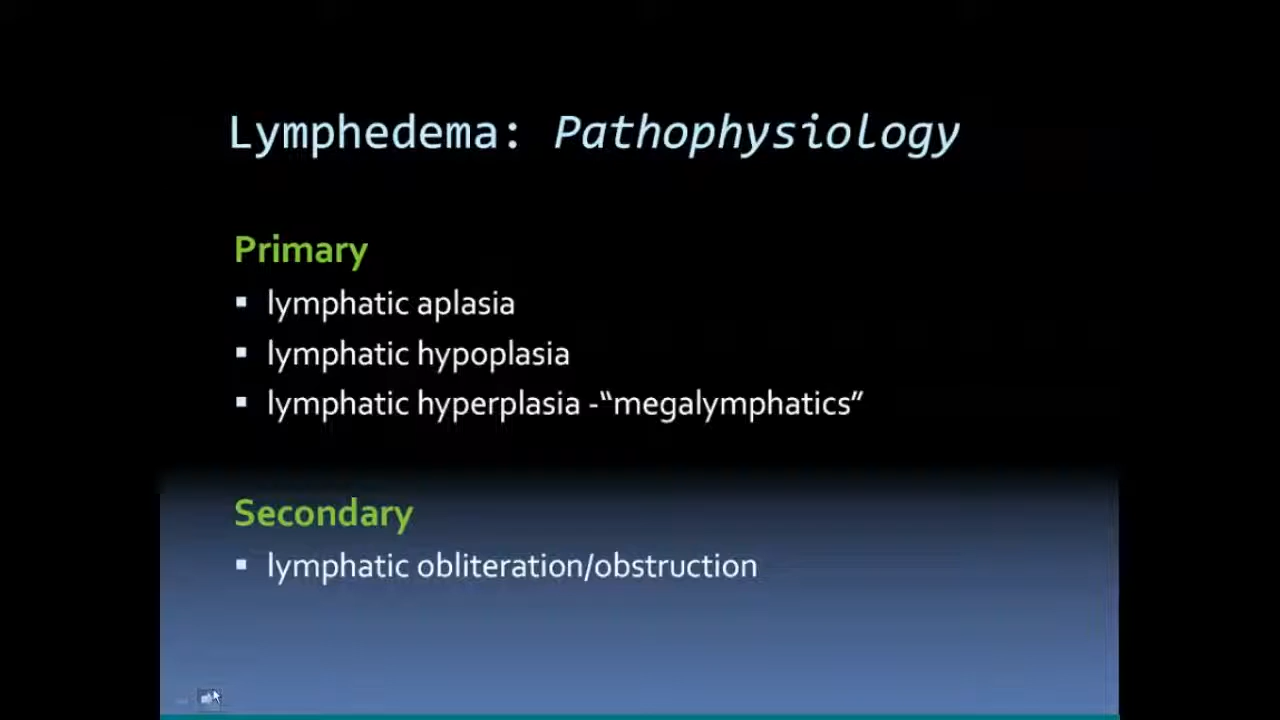 Lymphedema: Pathophysiology
Primary
▪ lymphatic aplasia
▪ lymphatic hypoplasia
▪ lymphatic hyperplasia -“megalymphatics”
Secondary
▪ lymphatic obliteration/obstruction